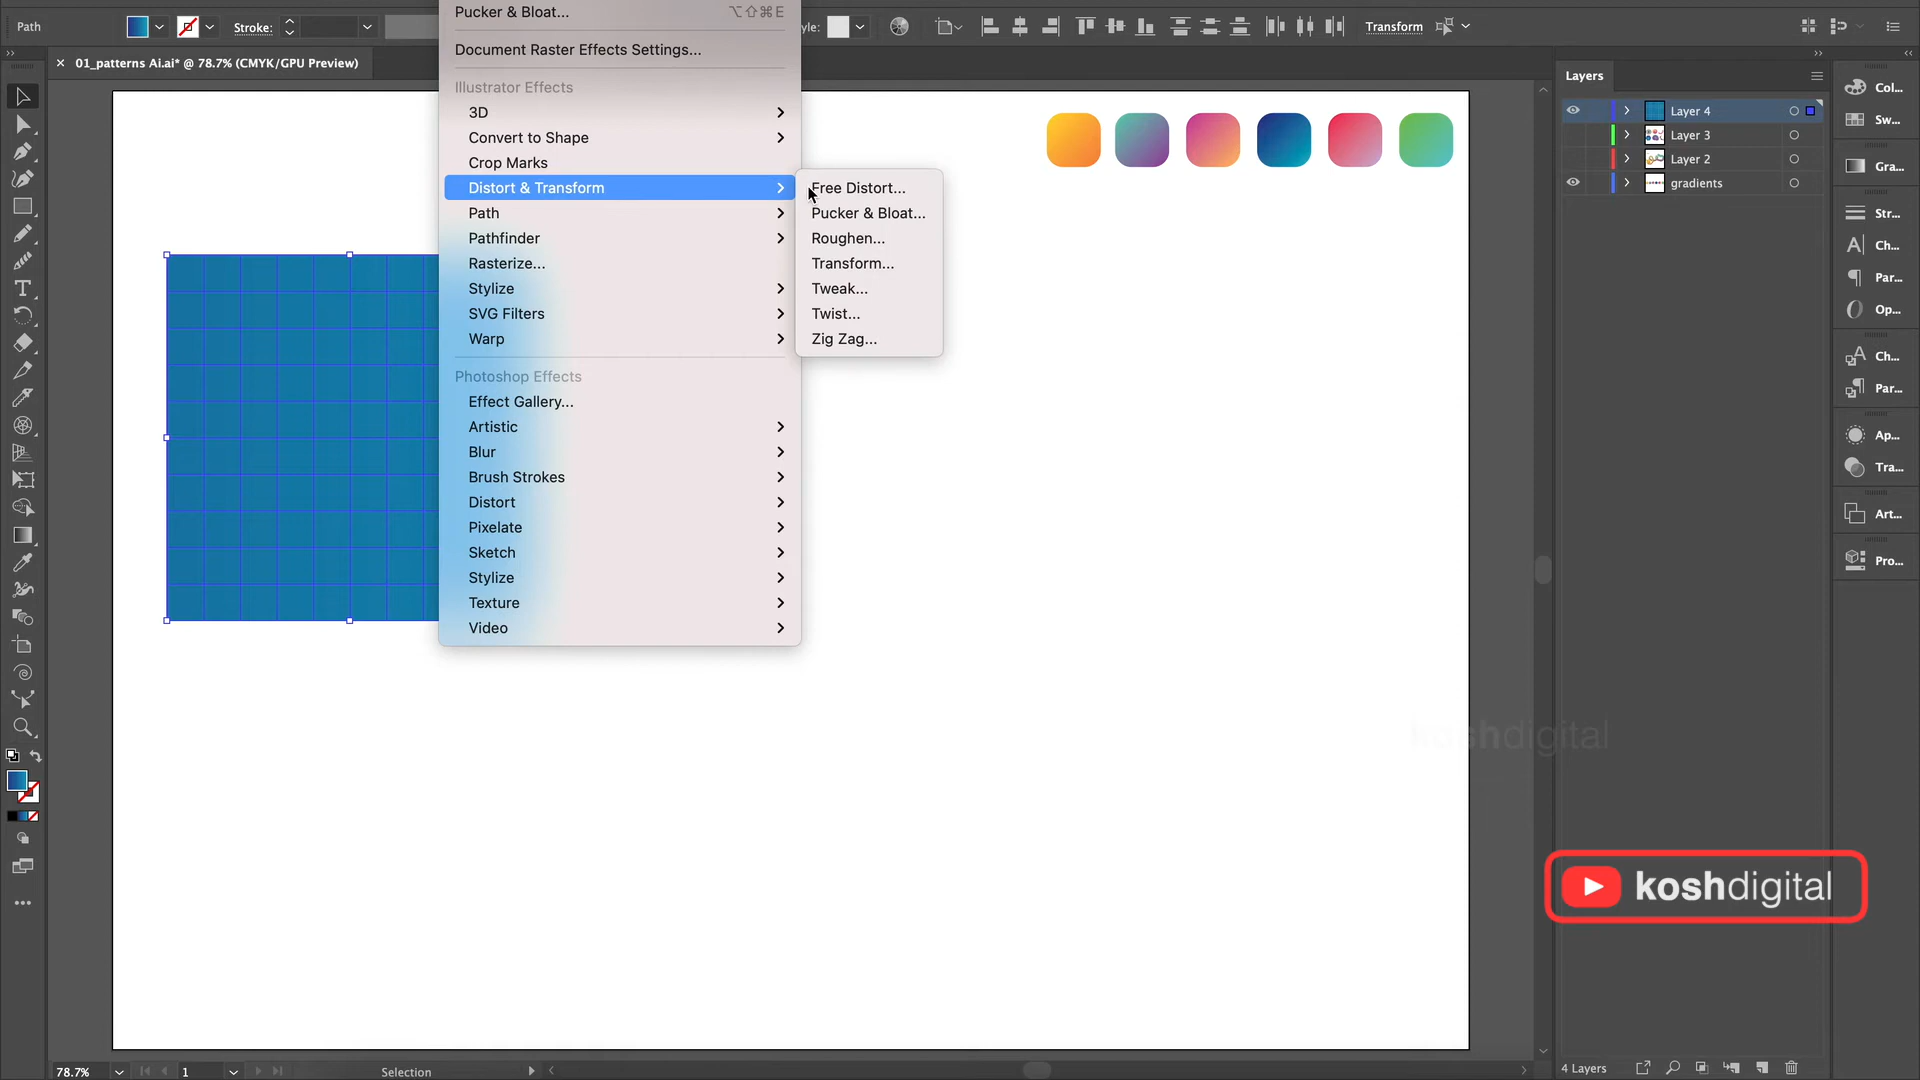 Path
Stroke:
Style:
Transform
01_patterns Ai.ai* @ 78.7% (CMYK/GPU Preview)
Pucker & Bloat... ⌥⇧⌘E
Document Raster Effects Settings...
Illustrator Effects
3D
Convert to Shape
Crop Marks
Distort & Transform
Path
Pathfinder
Rasterize...
Stylize
SVG Filters
Warp
Photoshop Effects
Effect Gallery...
Artistic
Blur
Brush Strokes
Distort
Pixelate
Sketch
Stylize
Texture
Video
Free Distort...
Pucker & Bloat...
Roughen...
Transform...
Tweak...
Twist...
Zig Zag...
Layers
Layer 4
Layer 3
Layer 2
gradients
Col...
Sw...
Gra...
Str...
Ch...
Par...
Op...
Ch...
Par...
Ap...
Tra...
Art...
Pro...
koshdigital
koshdigital
78.7%
1
Selection
4 Layers